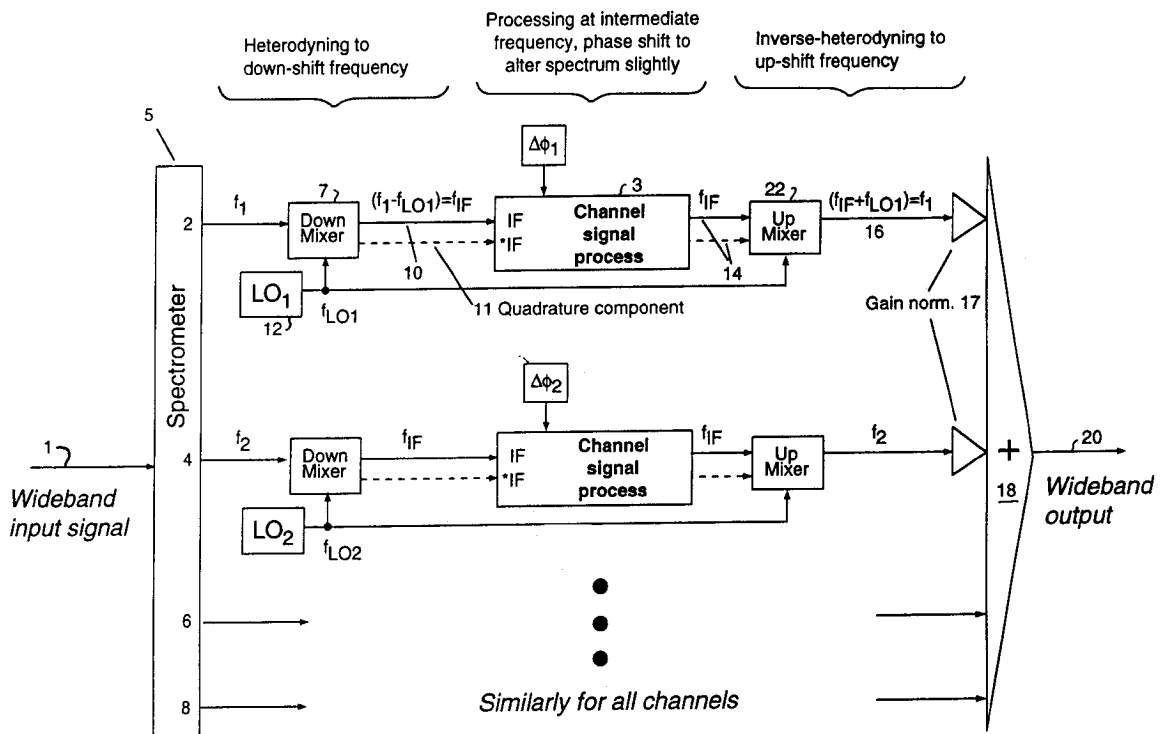 Heterodyning to
down-shift frequency
Processing at intermediate
frequency, phase shift to
alter spectrum slightly
Inverse-heterodyning to
up-shift frequency
5
Spectrometer
1
Wideband
input signal
2
f1
7
Down
Mixer
(f1-fLO1)=fIF
10
11 Quadrature component
LO1
12
fLO1
Δϕ1
3
IF
*IF
Channel
signal
process
fIF
14
22
Up
Mixer
(fIF+fLO1)=f1
16
Gain norm. 17
4
f2
Down
Mixer
fIF
LO2
fLO2
Δϕ2
IF
*IF
Channel
signal
process
fIF
Up
Mixer
f2
+
18
20
Wideband
output
6
8
Similarly for all channels